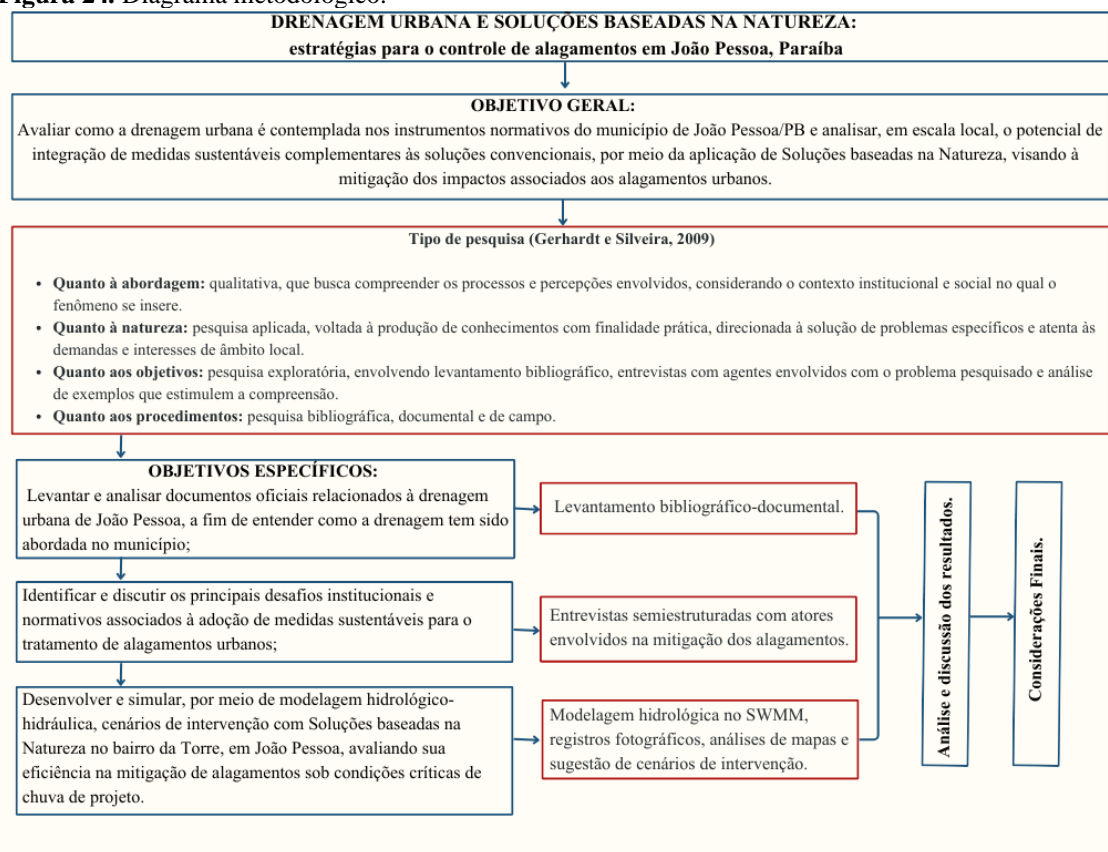 Figura 24. Diagrama metodológico.
DRENAGEM URBANA E SOLUÇÕES BASEADAS NA NATUREZA:
estratégias para o controle de alagamentos em João Pessoa, Paraíba
OBJETIVO GERAL:
Avaliar como a drenagem urbana é contemplada nos instrumentos normativos do município de João Pessoa/PB e analisar, em escala local, o potencial de
integração de medidas sustentáveis complementares às soluções convencionais, por meio da aplicação de Soluções baseadas na Natureza, visando à
mitigação dos impactos associados aos alagamentos urbanos.
Tipo de pesquisa (Gerhardt e Silveira, 2009)
• Quanto à abordagem: qualitativa, que busca compreender os processos e percepções envolvidos, considerando o contexto institucional e social no qual o
fenômeno se insere.
• Quanto à natureza: pesquisa aplicada, voltada à produção de conhecimentos com finalidade prática, direcionada à solução de problemas específicos e atenta às
demandas e interesses de âmbito local.
• Quanto aos objetivos: pesquisa exploratória, envolvendo levantamento bibliográfico, entrevistas com agentes envolvidos com o problema pesquisado e análise
de exemplos que estimulem a compreensão.
• Quanto aos procedimentos: pesquisa bibliográfica, documental e de campo.
OBJETIVOS ESPECÍFICOS:
Levantar e analisar documentos oficiais relacionados à drenagem
urbana de João Pessoa, a fim de entender como a drenagem tem sido
abordada no município;
Levantamento bibliográfico-documental.
Identificar e discutir os principais desafios institucionais e
normativos associados à adoção de medidas sustentáveis para o
tratamento de alagamentos urbanos;
Entrevistas semiestruturadas com atores
envolvidos na mitigação dos alagamentos.
Desenvolver e simular, por meio de modelagem hidrológico-
hidráulica, cenários de intervenção com Soluções baseadas na
Natureza no bairro da Torre, em João Pessoa, avaliando sua
eficiência na mitigação de alagamentos sob condições críticas de
chuva de projeto.
Modelagem hidrológica no SWMM,
registros fotográficos, análises de mapas e
sugestão de cenários de intervenção.
Análise e discussão dos resultados.
Considerações Finais.